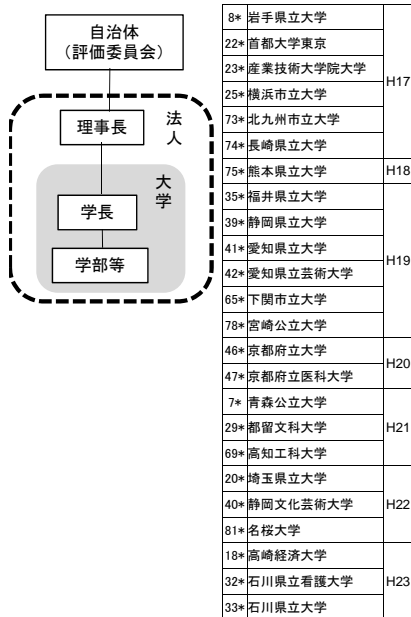 自治体
（評価委員会）
理事長
法人
大学
学長
学部等
8* 岩手県立大学 H17
22* 首都大学東京
23* 産業技術大学院大学
25* 横浜市立大学
73* 北九州市立大学
74* 長崎県立大学
75* 熊本県立大学 H18
35* 福井県立大学 H19
39* 静岡県立大学
41* 愛知県立大学
42* 愛知県立芸術大学
65* 下関市立大学
78* 宮崎公立大学
46* 京都府立大学 H20
47* 京都府立医科大学
7* 青森公立大学 H21
29* 都留文科大学
69* 高知工科大学
20* 埼玉県立大学 H22
40* 静岡文化芸術大学
81* 名桜大学
18* 高崎経済大学 H23
32* 石川県立看護大学
33* 石川県立大学